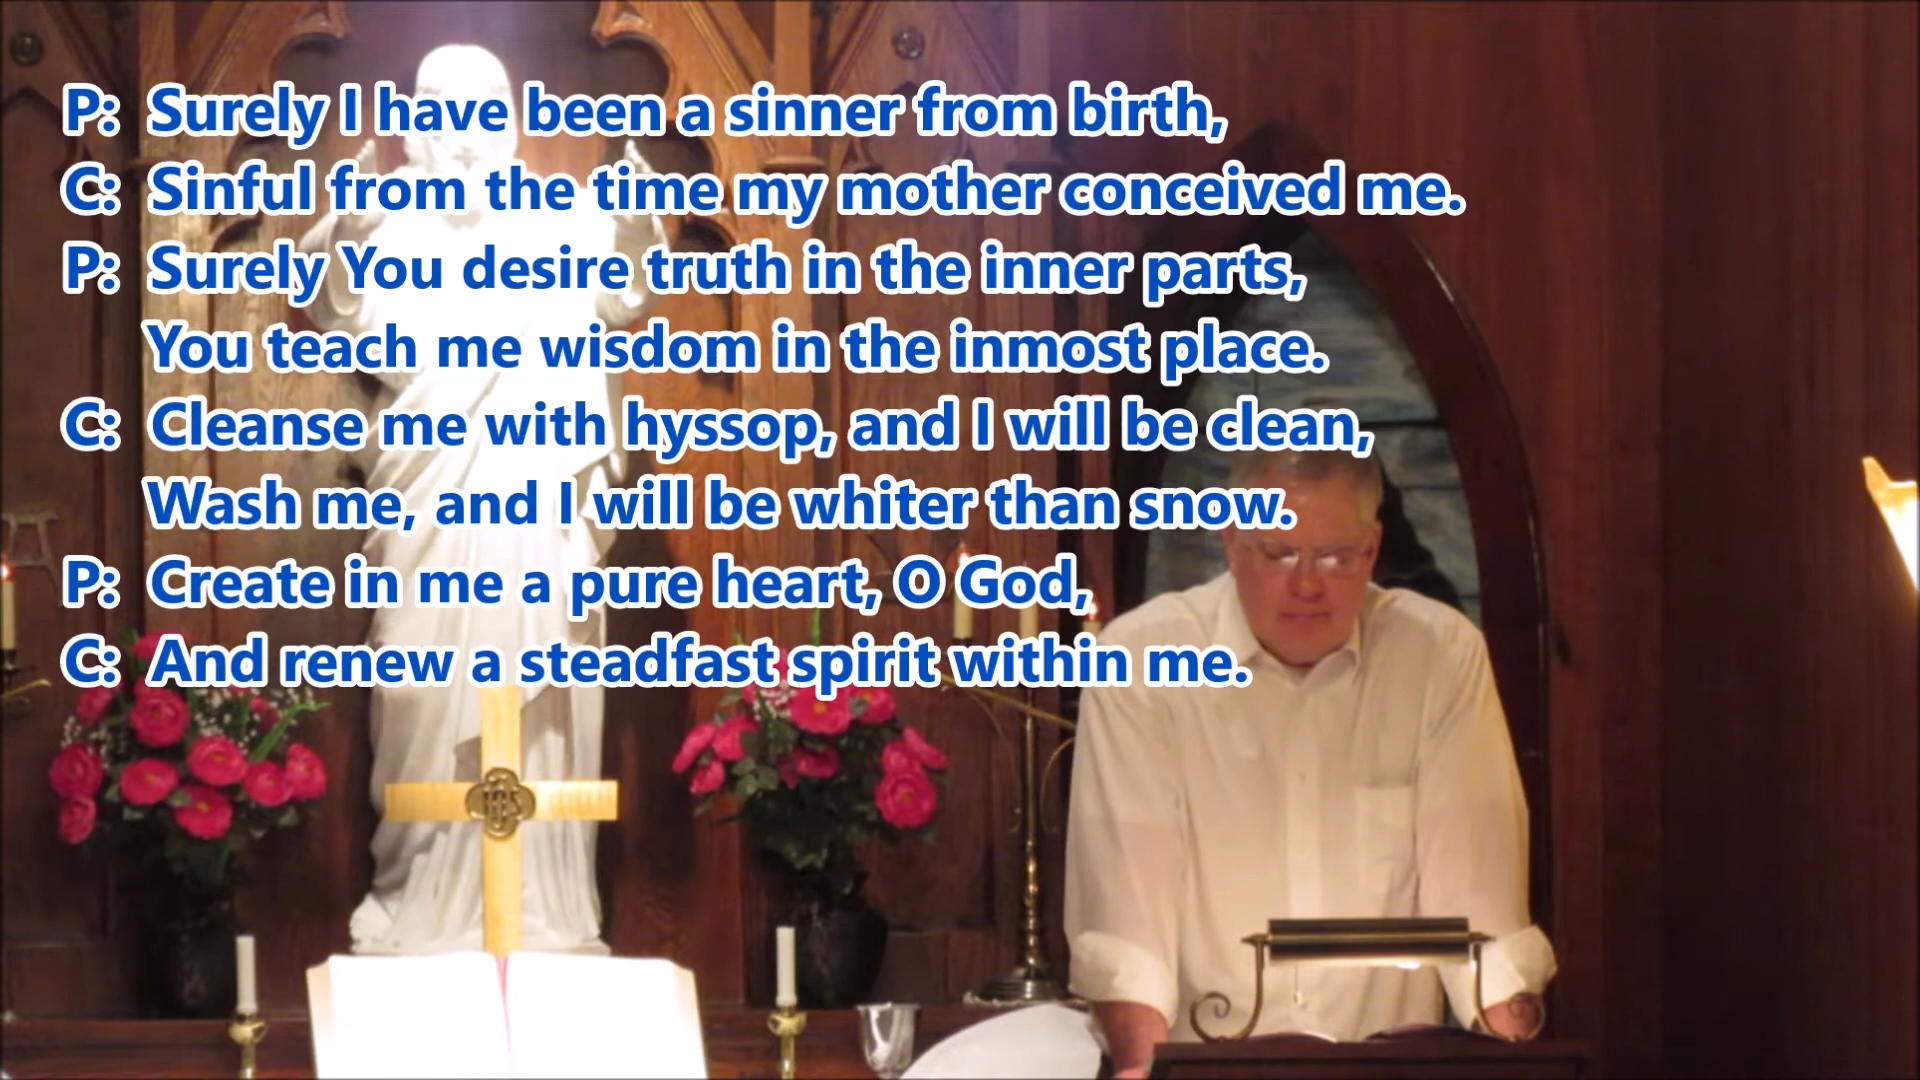 P: Surely I have been a sinner from birth,
C: Sinful from the time my mother conceived me.
P: Surely You desire truth in the inner parts,
You teach me wisdom in the inmost place.
C: Cleanse me with hyssop, and I will be clean,
Wash me, and I will be whiter than snow.
P: Create in me a pure heart, O God,
C: And renew a steadfast spirit within me.
IHS